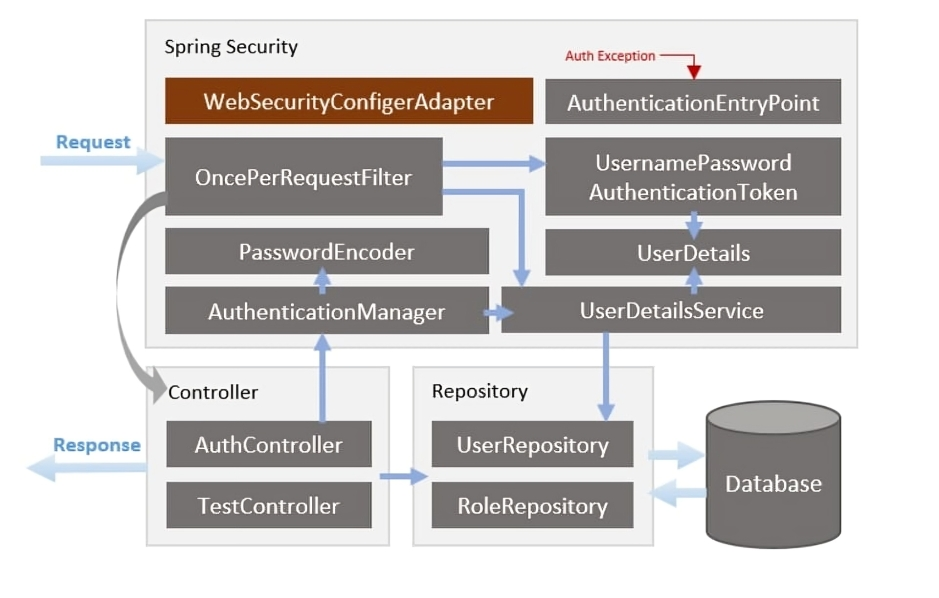 Spring Security
Auth Exception
WebSecurityConfigerAdapter
AuthenticationEntryPoint
Request
OncePerRequestFilter
UsernamePassword
AuthenticationToken
PasswordEncoder
UserDetails
AuthenticationManager
UserDetailsService
Controller
Repository
Response
AuthController
UserRepository
Database
TestController
RoleRepository